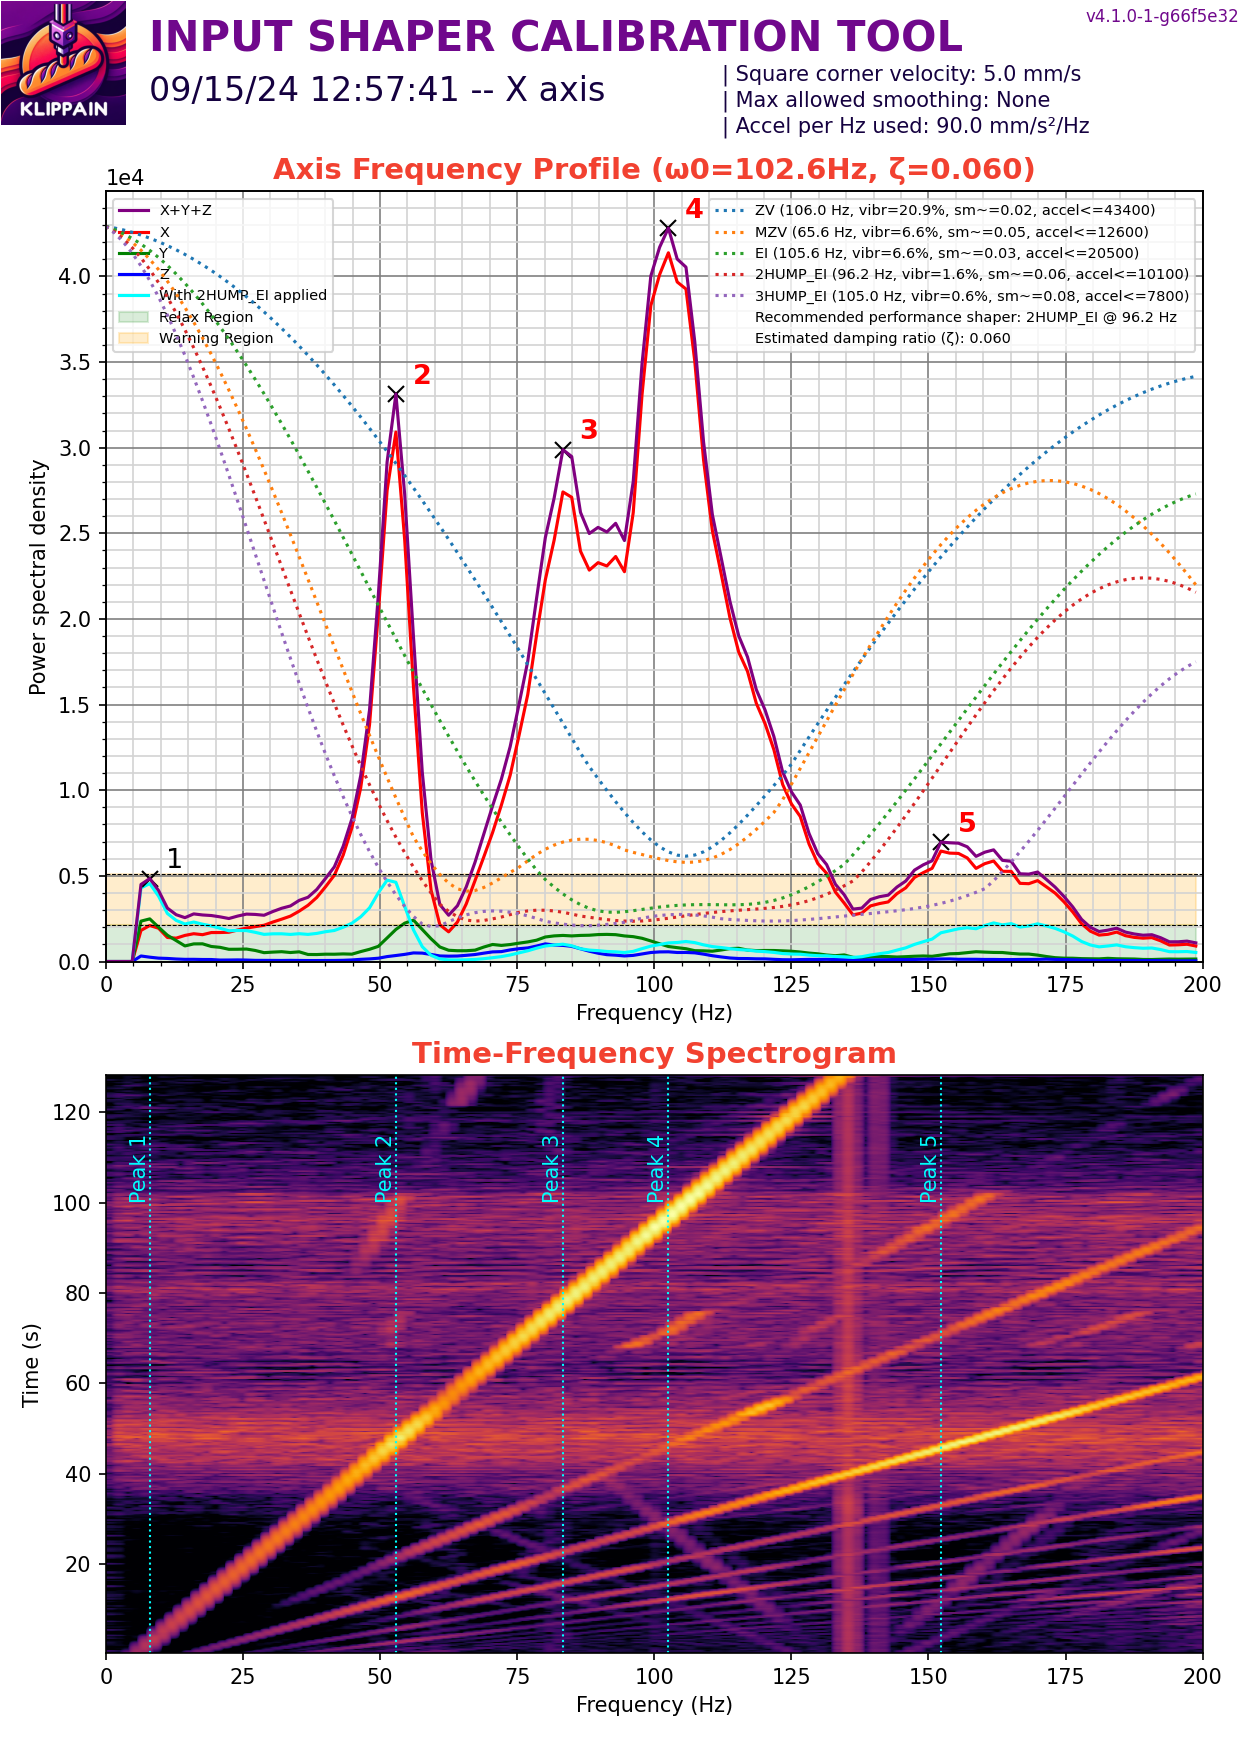 v4.1.0-1-g66f5e32
INPUT SHAPER CALIBRATION TOOL
09/15/24 12:57:41 -- X axis
| Square corner velocity: 5.0 mm/s
| Max allowed smoothing: None
| Accel per Hz used: 90.0 mm/s²/Hz
KLIPPAIN
Axis Frequency Profile (ω0=102.6Hz, ζ=0.060)
1e4
X+Y+Z
X
Y
Z
With 2HUMP_EI applied
Relax Region
Warning Region
ZV (106.0 Hz, vibr=20.9%, sm~=0.02, accel<=43400)
MZV (65.6 Hz, vibr=6.6%, sm~=0.05, accel<=12600)
EI (105.6 Hz, vibr=6.6%, sm~=0.03, accel<=20500)
2HUMP_EI (96.2 Hz, vibr=1.6%, sm~=0.06, accel<=10100)
3HUMP_EI (105.0 Hz, vibr=0.6%, sm~=0.08, accel<=7800)
Recommended performance shaper: 2HUMP_EI @ 96.2 Hz
Estimated damping ratio (ζ): 0.060
1
2
3
4
5
Power spectral density
4.0
3.5
3.0
2.5
2.0
1.5
1.0
0.5
0.0
0 25 50 75 100 125 150 175 200
Frequency (Hz)
Time-Frequency Spectrogram
Time (s)
120
100
80
60
40
20
Peak 1
Peak 2
Peak 3
Peak 4
Peak 5
0 25 50 75 100 125 150 175 200
Frequency (Hz)